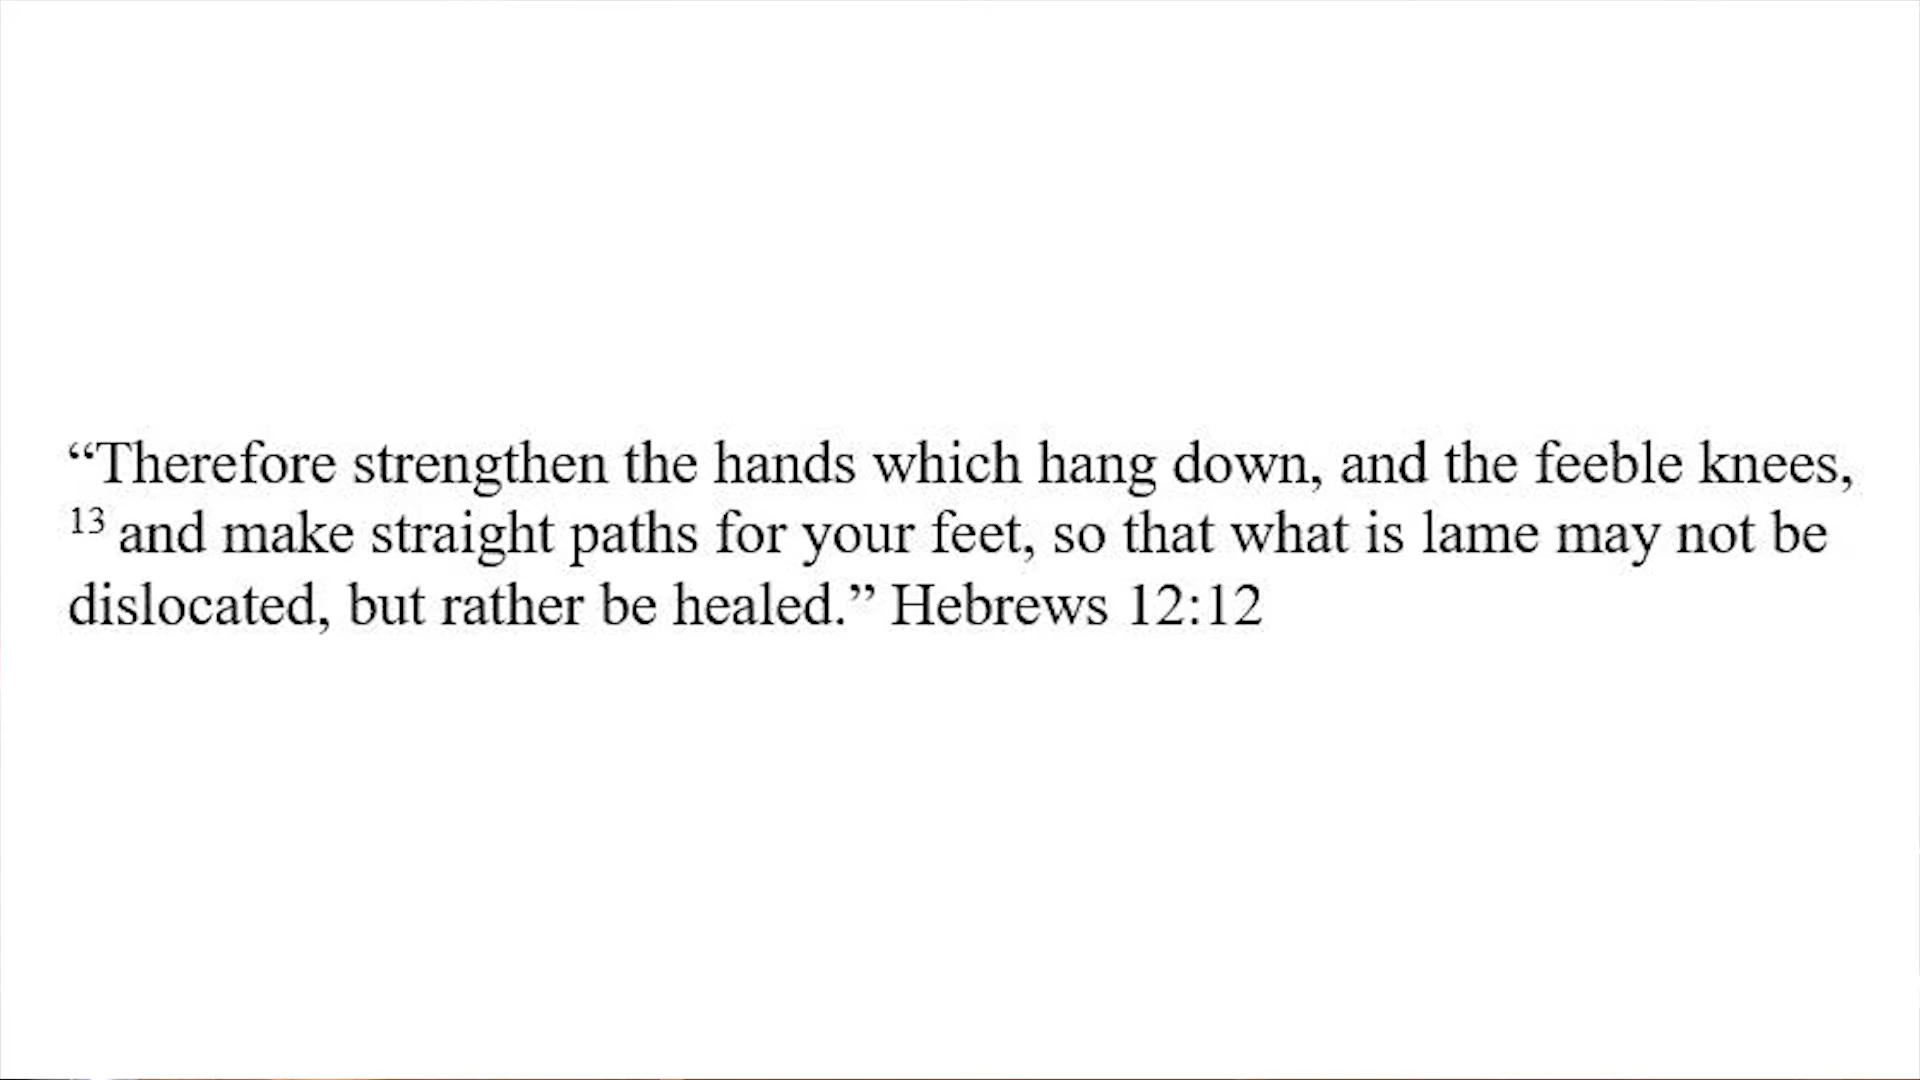 “Therefore strengthen the hands which hang down, and the feeble knees,
13 and make straight paths for your feet, so that what is lame may not be
dislocated, but rather be healed.” Hebrews 12:12